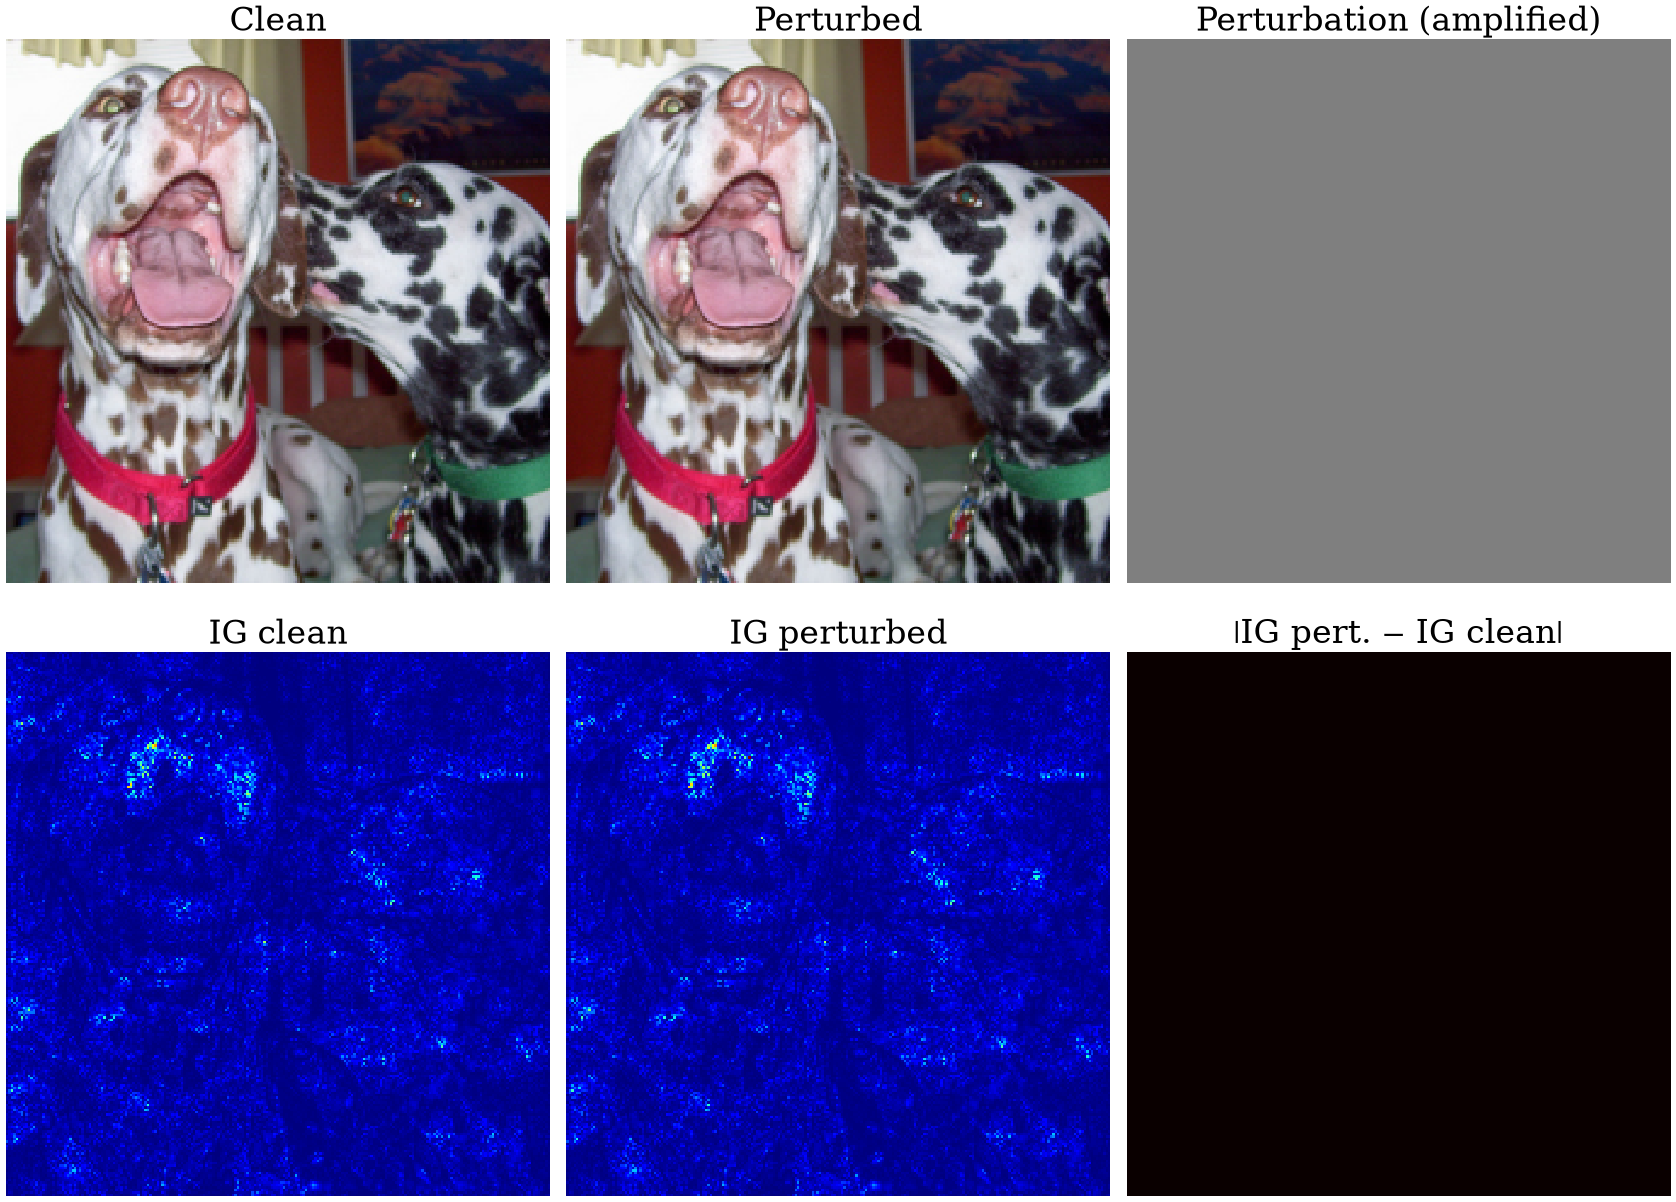 Clean
Perturbed
Perturbation (amplified)
IG clean
IG perturbed
|IG pert. − IG clean|